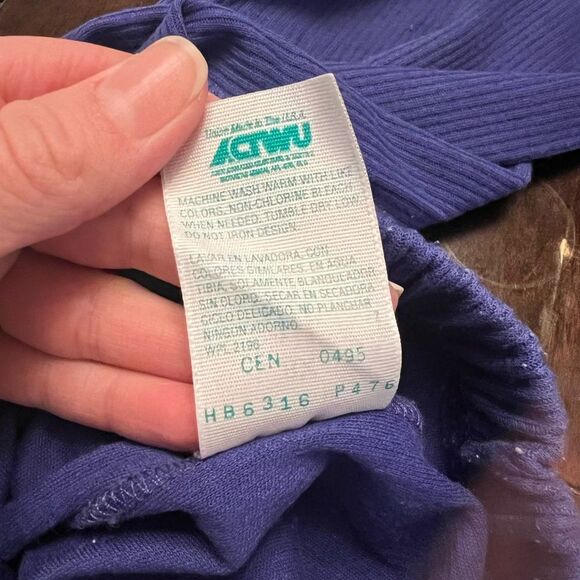 Union Made in The U.S.A.
ACTWU
MACHINE WASH WARM WITH LIKE
COLORS, NON-CHLORINE BLEACH
WHEN NEEDED, TUMBLE DRY LOW.
DO NOT IRON DESIGN.
LAVAR EN LAVADORA, CON
COLORES SIMILARES EN AGUA
TIBIA, SOLAMENTE BLANQUEADOR
SIN CLORO, SECAR EN SECADORA
CICLO DELICADO, NO PLANCHAR
NINGUN ADORNO.
2196
CEN 0495
HB6316 P476